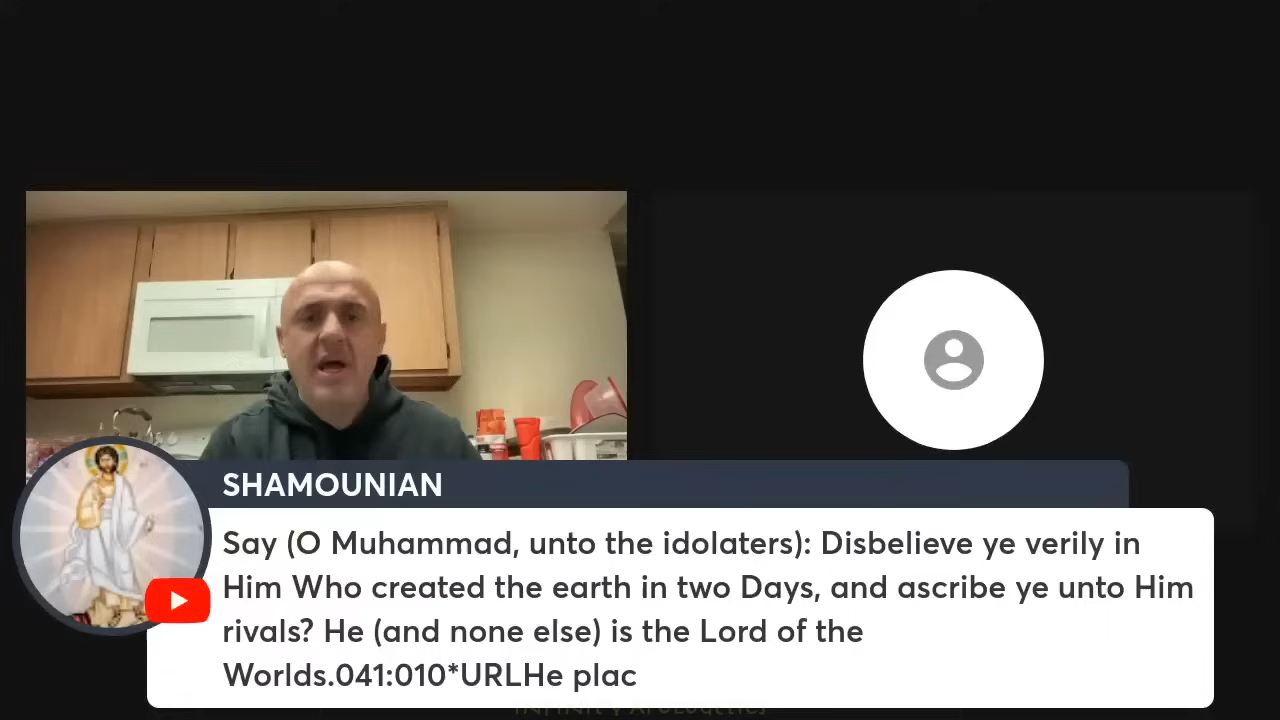 SHAMOUNIAN
Say (O Muhammad, unto the idolaters): Disbelieve ye verily in
Him Who created the earth in two Days, and ascribe ye unto Him
rivals? He (and none else) is the Lord of the
Worlds.041:010*URLHe plac